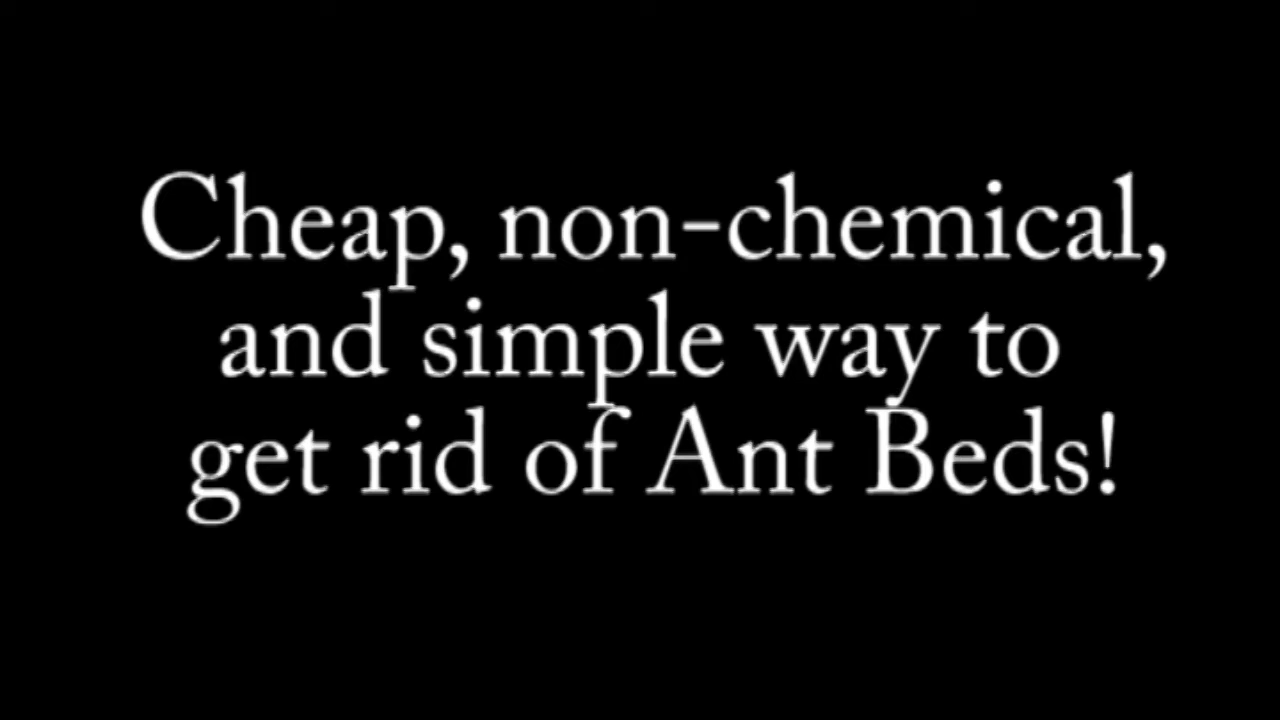 Cheap, non-chemical,
and simple way to
get rid of Ant Beds!